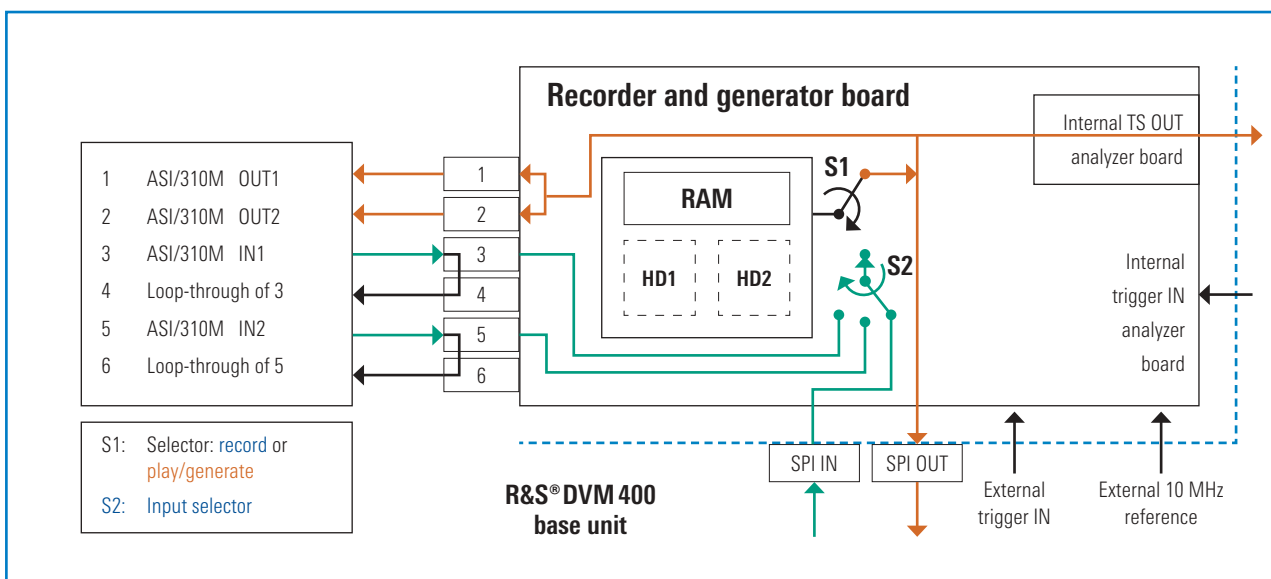 Recorder and generator board
Internal TS OUT
analyzer board
1 ASI/310M OUT1
2 ASI/310M OUT2
3 ASI/310M IN1
4 Loop-through of 3
5 ASI/310M IN2
6 Loop-through of 5
1
2
3
4
5
6
RAM
HD1
HD2
S1
S2
Internal
trigger IN
analyzer
board
S1: Selector: record or
play/generate
S2: Input selector
R&S® DVM 400
base unit
SPI IN
SPI OUT
External
trigger IN
External 10 MHz
reference